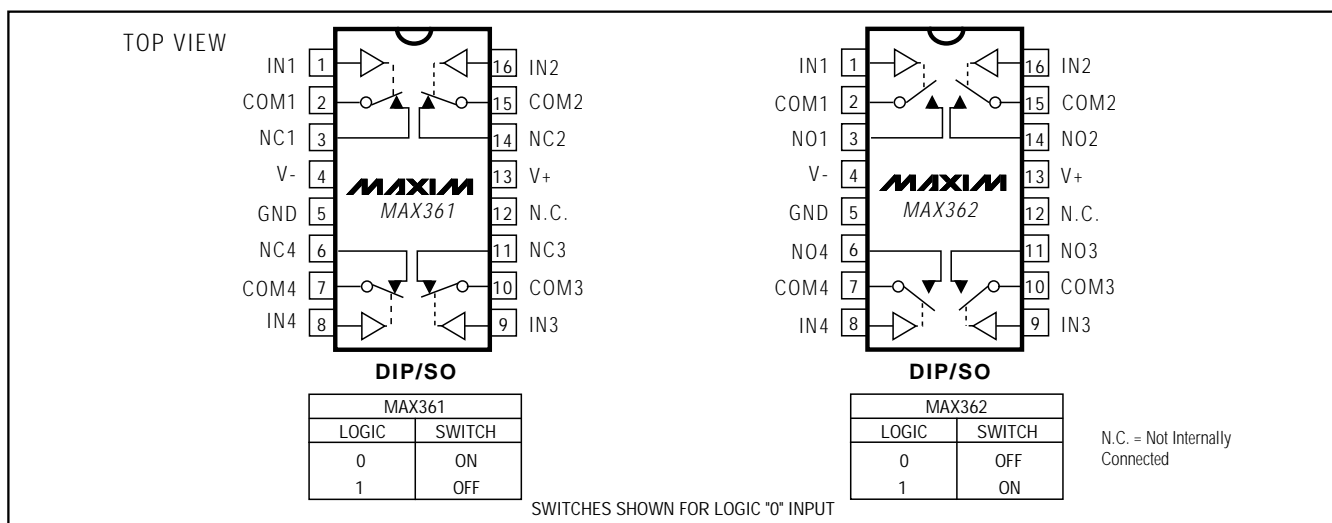 TOP VIEW
IN1 1 16 IN2
COM1 2 15 COM2
NC1 3 14 NC2
V- 4 13 V+
MAXIM
GND 5 MAX361 12 N.C.
NC4 6 11 NC3
COM4 7 10 COM3
IN4 8 9 IN3
DIP/SO
MAX361
LOGIC SWITCH
0 ON
1 OFF
IN1 1 16 IN2
COM1 2 15 COM2
NO1 3 14 NO2
V- 4 13 V+
MAXIM
GND 5 MAX362 12 N.C.
NO4 6 11 NO3
COM4 7 10 COM3
IN4 8 9 IN3
DIP/SO
MAX362
LOGIC SWITCH
0 OFF
1 ON
N.C. = Not Internally
Connected
SWITCHES SHOWN FOR LOGIC "0" INPUT